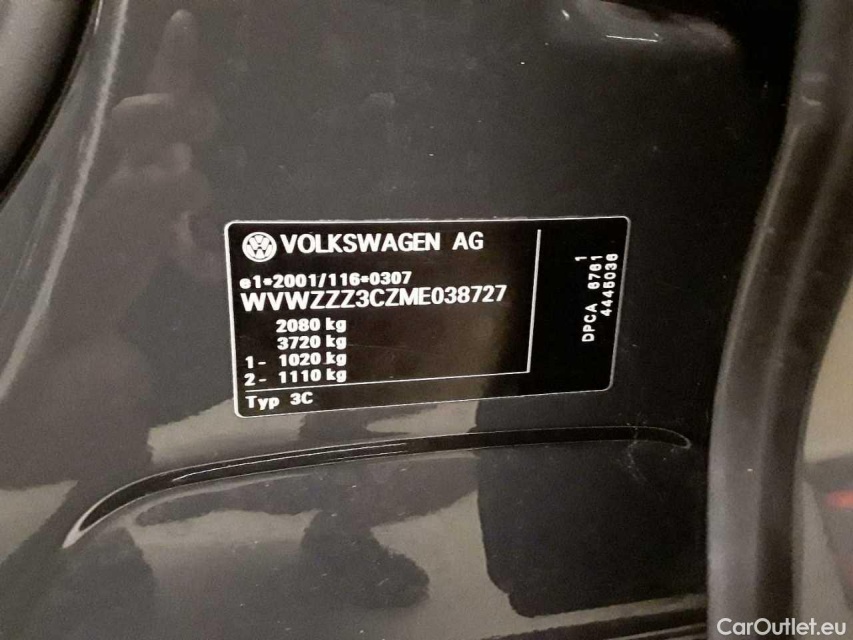 VOLKSWAGEN AG
e1*2001/116*0307
WVWZZZ3CZME038727
2080 kg
3720 kg
1- 1020 kg
2- 1110 kg
Typ 3C
DPCA 6761 1
4445036
CarOutlet.eu